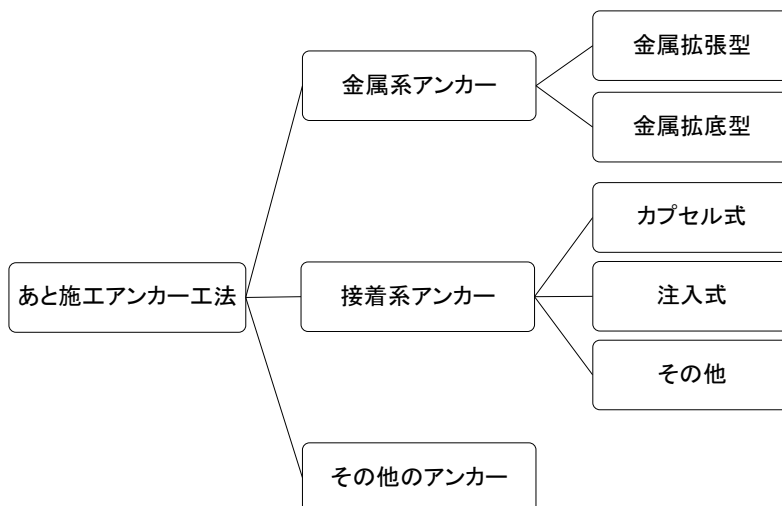 あと施工アンカー工法
金属系アンカー
金属拡張型
金属拡底型
接着系アンカー
カプセル式
注入式
その他
その他のアンカー